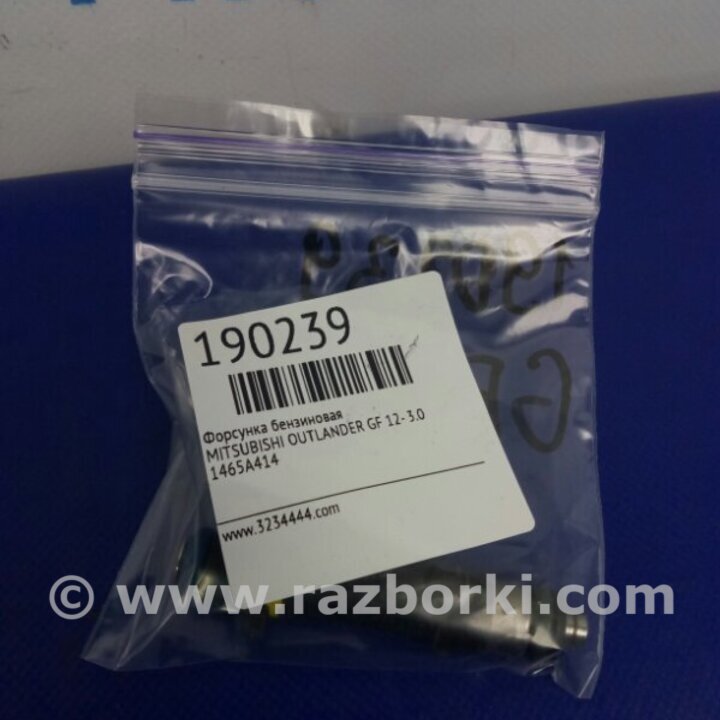 190239
Форсунка бензиновая
MITSUBISHI OUTLANDER GF 12- 3.0
1465A414
www.3234444.com
© www.razborki.com